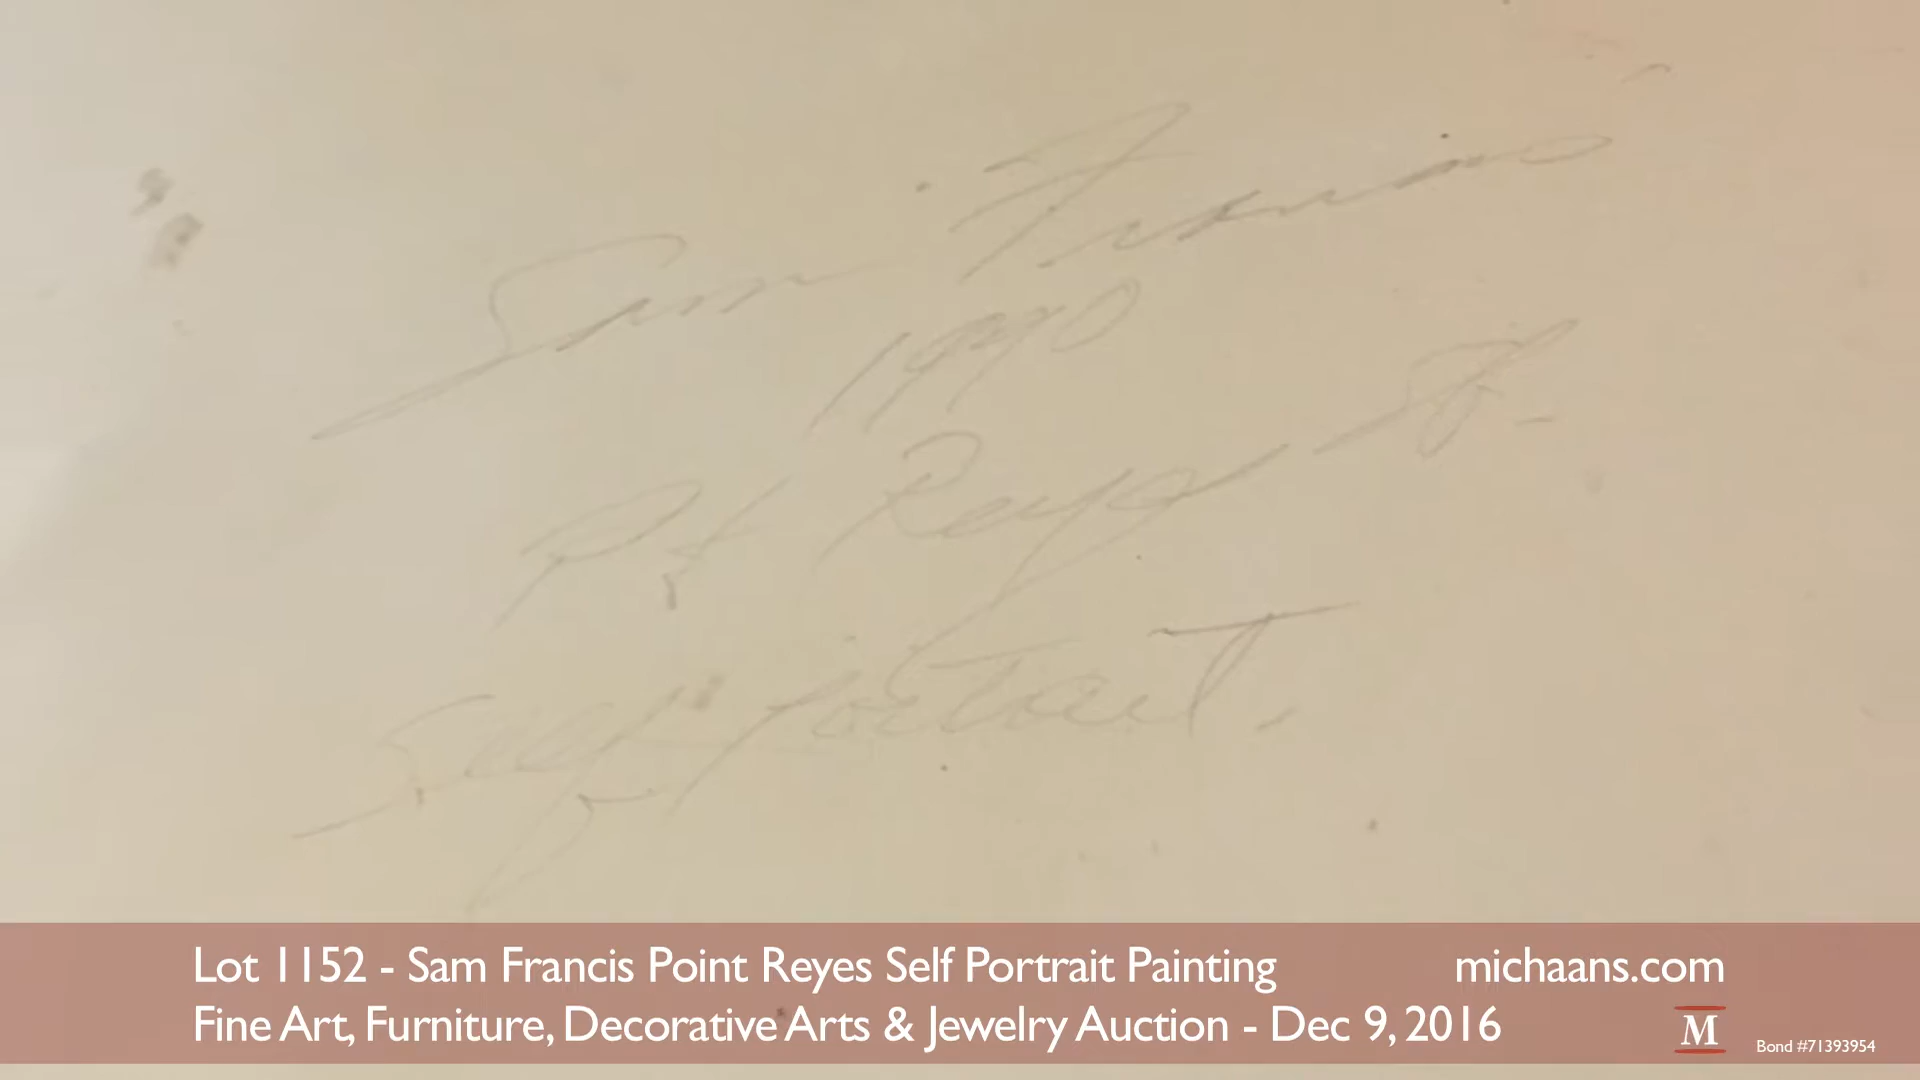 Sam Francis
1990
Pt Reyes
Self portrait.
Lot 1152 - Sam Francis Point Reyes Self Portrait Painting
michaans.com
Fine Art, Furniture, Decorative Arts & Jewelry Auction - Dec 9, 2016
M
Bond #71393954